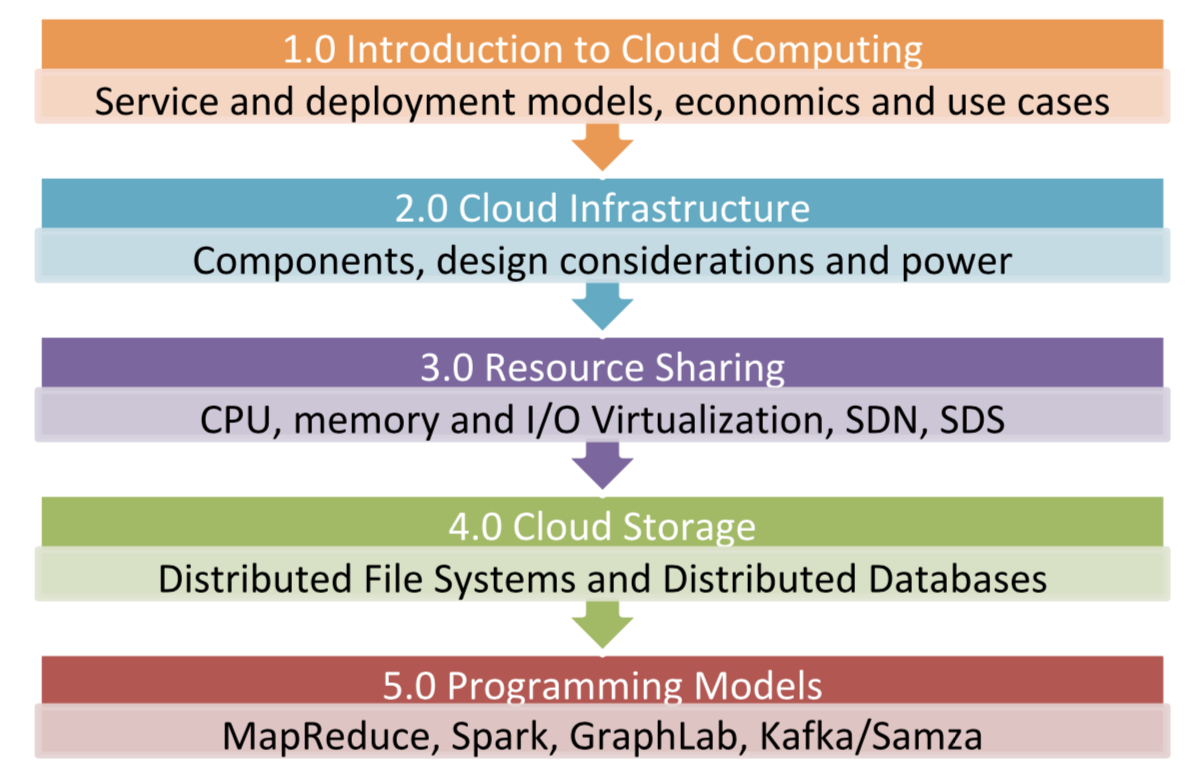 1.0 Introduction to Cloud Computing
Service and deployment models, economics and use cases
2.0 Cloud Infrastructure
Components, design considerations and power
3.0 Resource Sharing
CPU, memory and I/O Virtualization, SDN, SDS
4.0 Cloud Storage
Distributed File Systems and Distributed Databases
5.0 Programming Models
MapReduce, Spark, GraphLab, Kafka/Samza